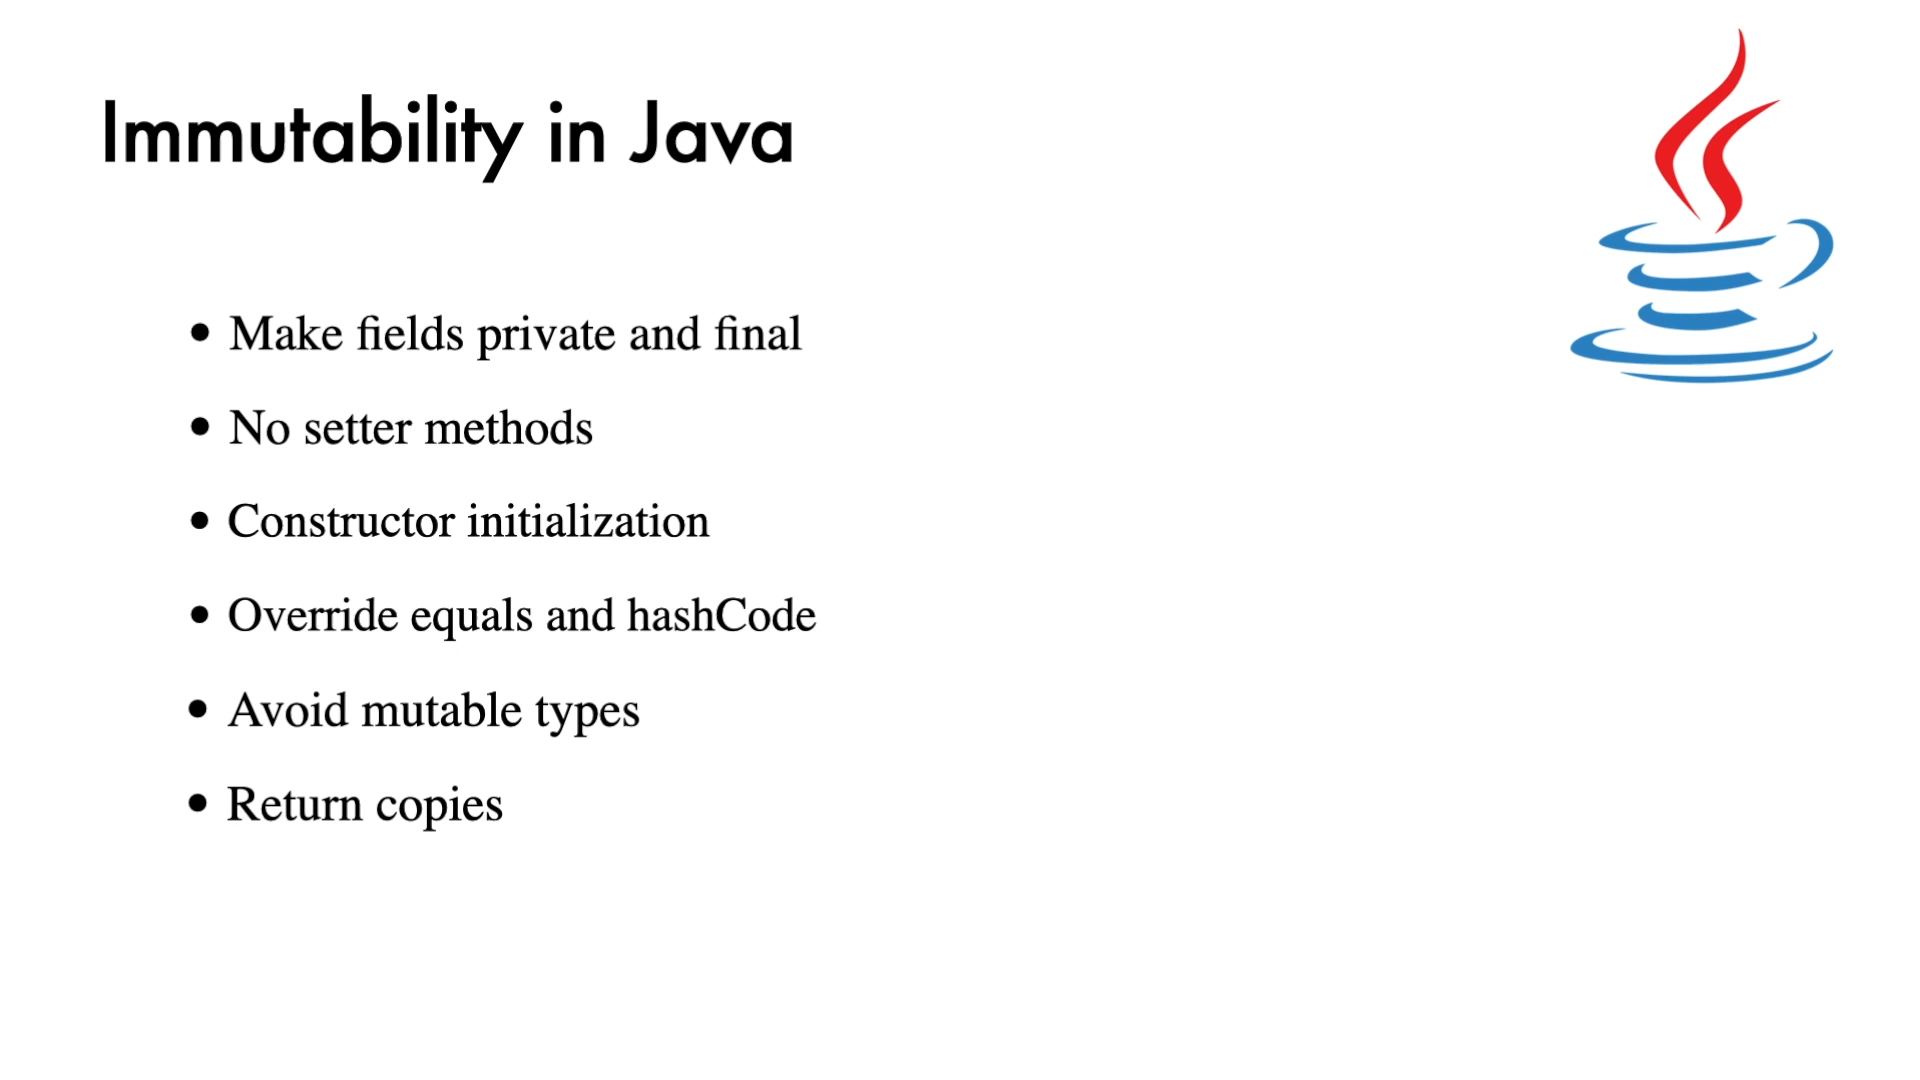 Immutability in Java
• Make fields private and final
• No setter methods
• Constructor initialization
• Override equals and hashCode
• Avoid mutable types
• Return copies